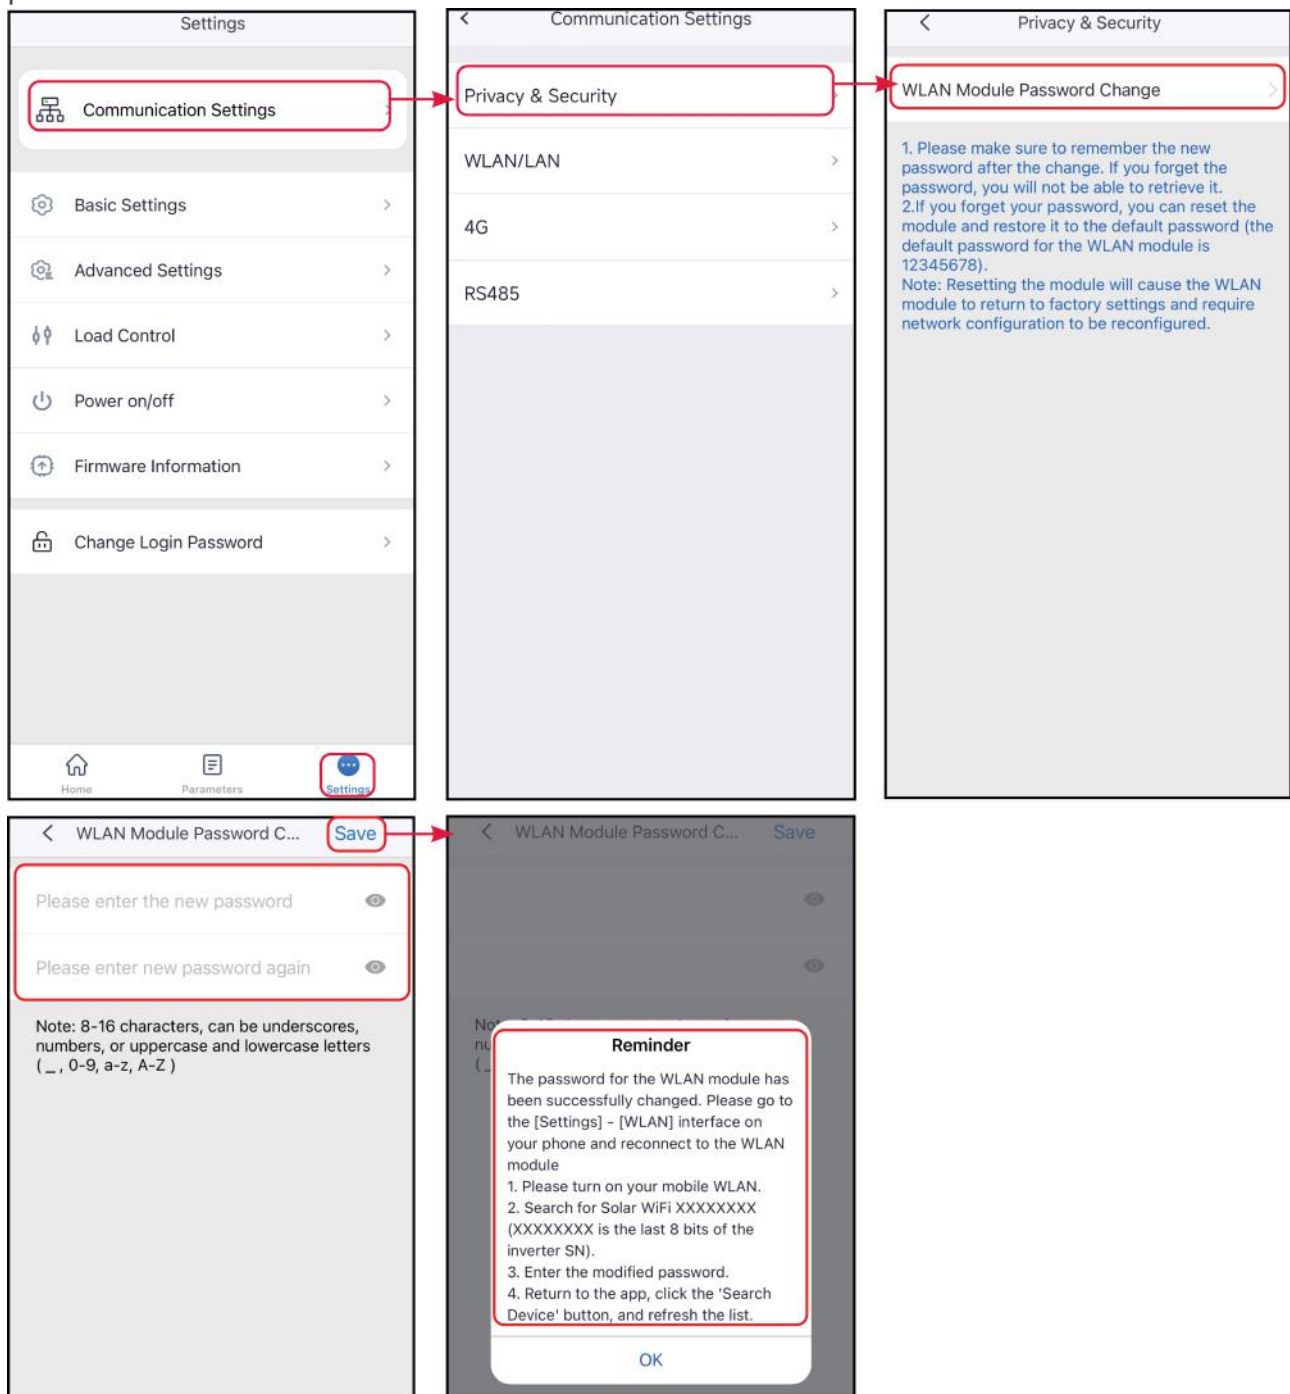 Settings
Communication Settings
Basic Settings
Advanced Settings
Load Control
Power on/off
Firmware Information
Change Login Password
Home
Parameters
Settings
Communication Settings
Privacy & Security
WLAN/LAN
4G
RS485
Privacy & Security
WLAN Module Password Change
1. Please make sure to remember the new
password after the change. If you forget the
password, you will not be able to retrieve it.
2.If you forget your password, you can reset the
module and restore it to the default password (the
default password for the WLAN module is
12345678).
Note: Resetting the module will cause the WLAN
module to return to factory settings and require
network configuration to be reconfigured.
WLAN Module Password C...
Save
Please enter the new password
Please enter new password again
Note: 8-16 characters, can be underscores,
numbers, or uppercase and lowercase letters
( _ , 0-9, a-z, A-Z )
WLAN Module Password C...
Save
Reminder
The password for the WLAN module has
been successfully changed. Please go to
the [Settings] - [WLAN] interface on
your phone and reconnect to the WLAN
module
1. Please turn on your mobile WLAN.
2. Search for Solar WiFi XXXXXXXX
(XXXXXXXX is the last 8 bits of the
inverter SN).
3. Enter the modified password.
4. Return to the app, click the 'Search
Device' button, and refresh the list.
OK